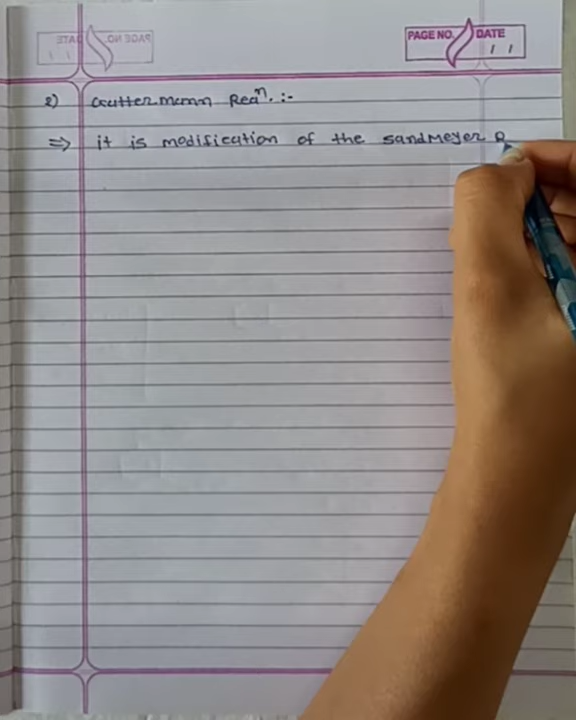 PAGE NO. DATE
/ /
2) Gattermann Reaⁿ. :-
⇒ it is modification of the sandmeyer R